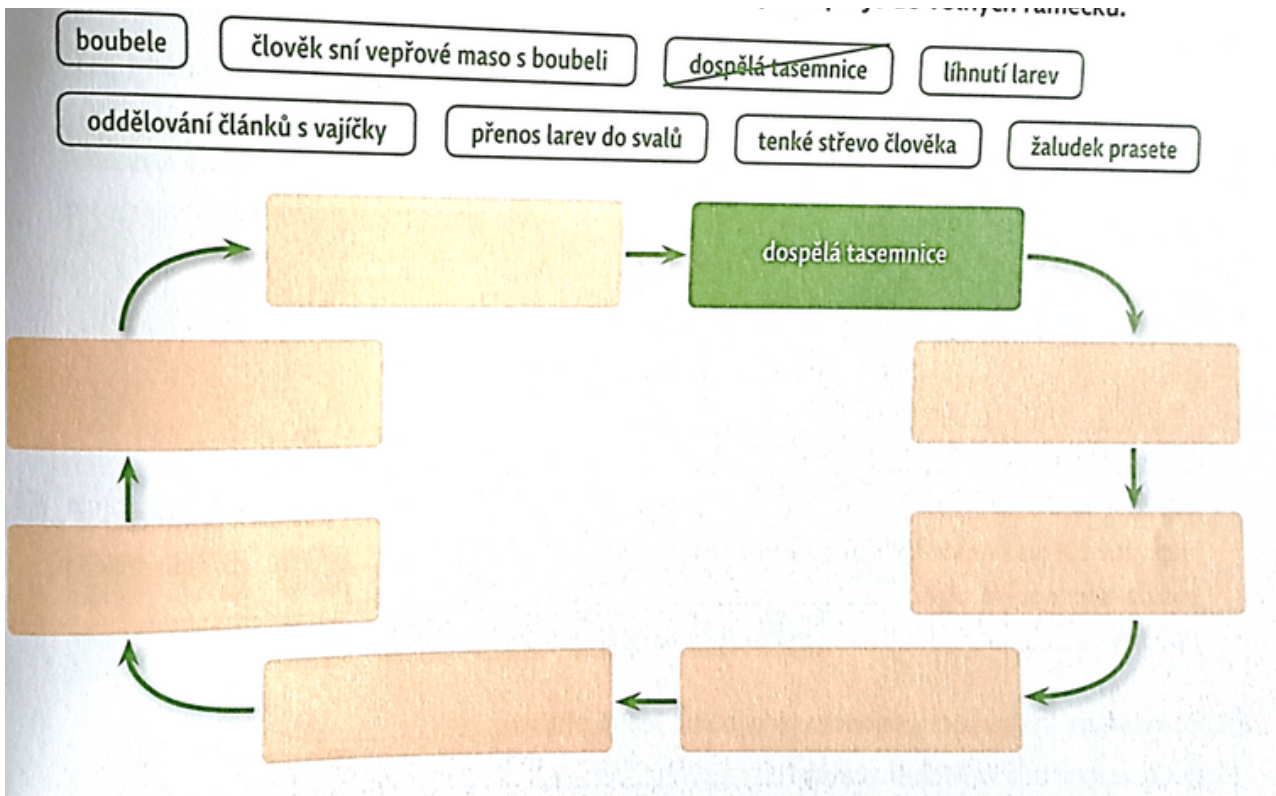 boubele člověk sní vepřové maso s boubeli dospělá tasemnice líhnutí larev
oddělování článků s vajíčky přenos larev do svalů tenké střevo člověka žaludek prasete
dospělá tasemnice